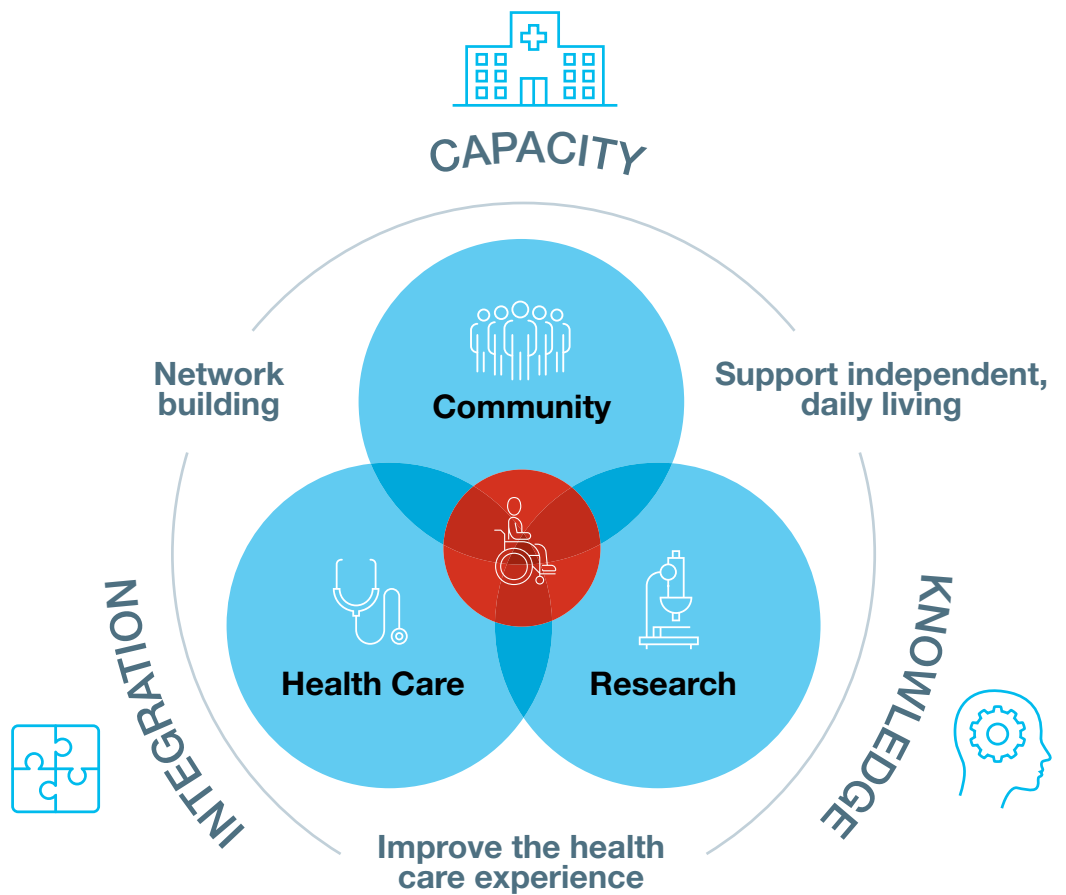 CAPACITY
Network
building
Support independent,
daily living
Community
Health Care
Research
INTEGRATION
KNOWLEDGE
Improve the health
care experience